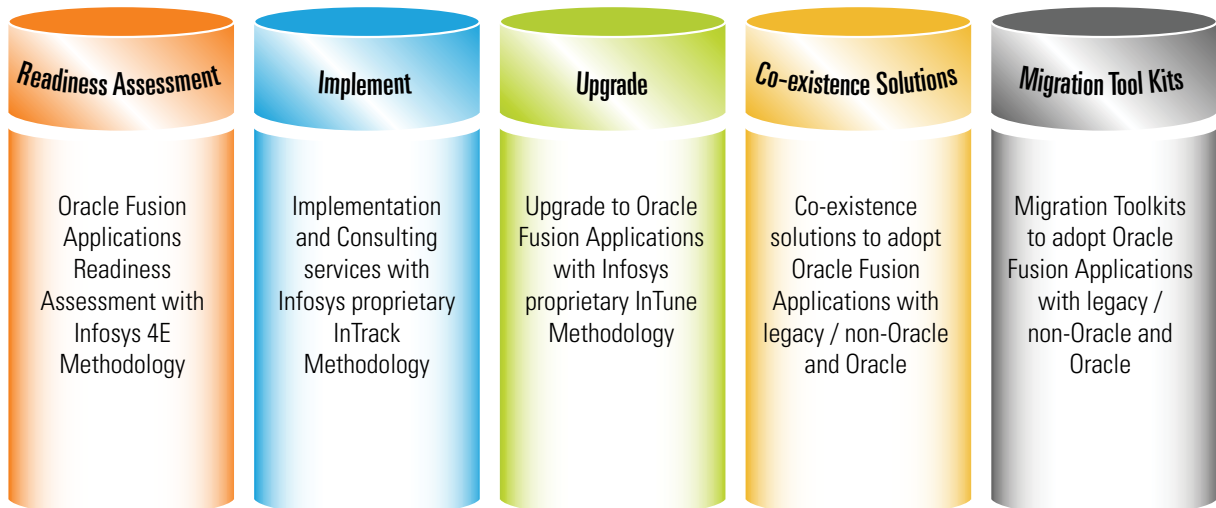 Readiness Assessment
Oracle Fusion
Applications
Readiness
Assessment with
Infosys 4E
Methodology
Implement
Implementation
and Consulting
services with
Infosys proprietary
InTrack
Methodology
Upgrade
Upgrade to Oracle
Fusion Applications
with Infosys
proprietary InTune
Methodology
Co-existence Solutions
Co-existence
solutions to adopt
Oracle Fusion
Applications with
legacy / non-Oracle
and Oracle
Migration Tool Kits
Migration Toolkits
to adopt Oracle
Fusion Applications
with legacy /
non-Oracle and
Oracle